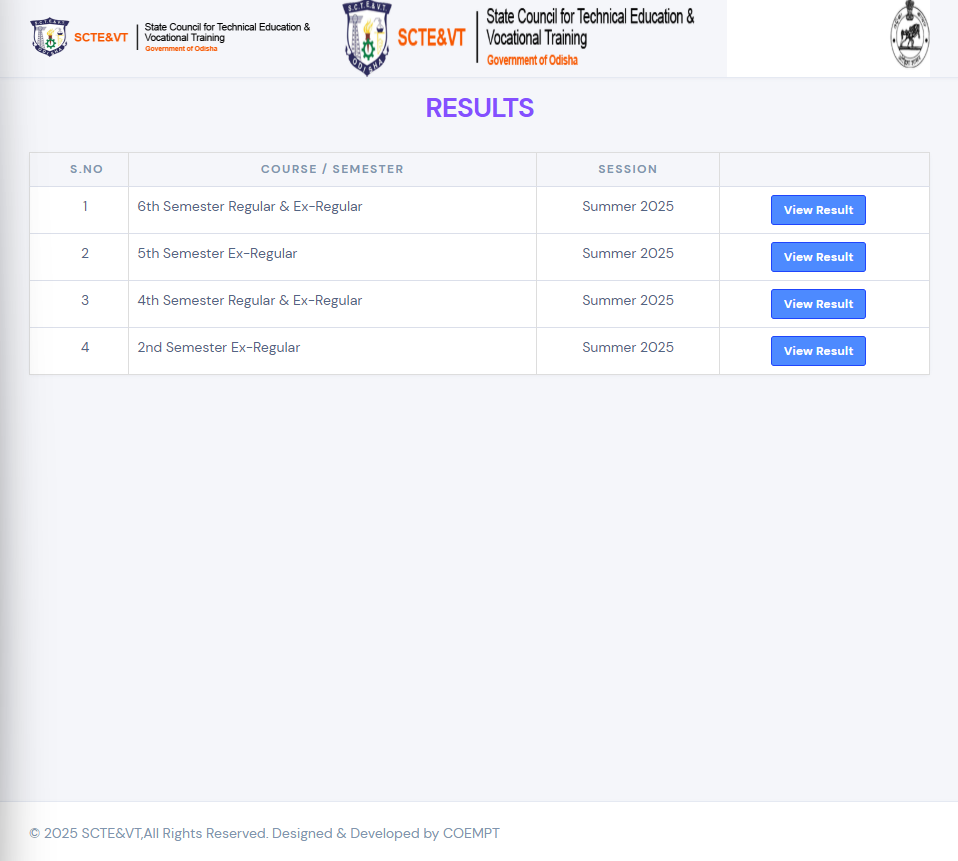 S.C.T.E.&V.T.
ODISHA
SCTE&VT
State Council for Technical Education &
Vocational Training
Government of Odisha
S.C.T.E.&V.T.
ODISHA
SCTE&VT
State Council for Technical Education &
Vocational Training
Government of Odisha
RESULTS
S.NO COURSE / SEMESTER SESSION
1 6th Semester Regular & Ex-Regular Summer 2025 View Result
2 5th Semester Ex-Regular Summer 2025 View Result
3 4th Semester Regular & Ex-Regular Summer 2025 View Result
4 2nd Semester Ex-Regular Summer 2025 View Result
© 2025 SCTE&VT,All Rights Reserved. Designed & Developed by COEMPT